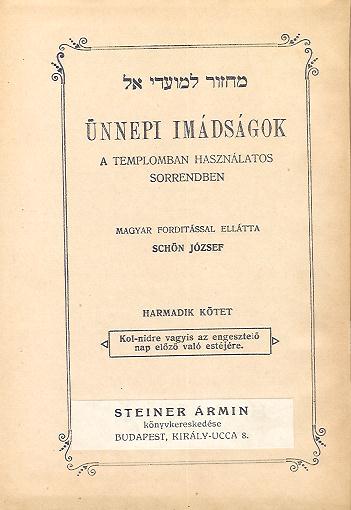 מחזור למועדי אל
ÜNNEPI IMÁDSÁGOK
A TEMPLOMBAN HASZNÁLATOS
SORRENDBEN
MAGYAR FORDITÁSSAL ELLÁTTA
SCHÖN JÓZSEF
HARMADIK KÖTET
Kol-nidre vagyis az engesztelő
nap előző való estéjére.
STEINER ÁRMIN
könyvkereskedése
BUDAPEST, KIRÁLY-UCCA 8.